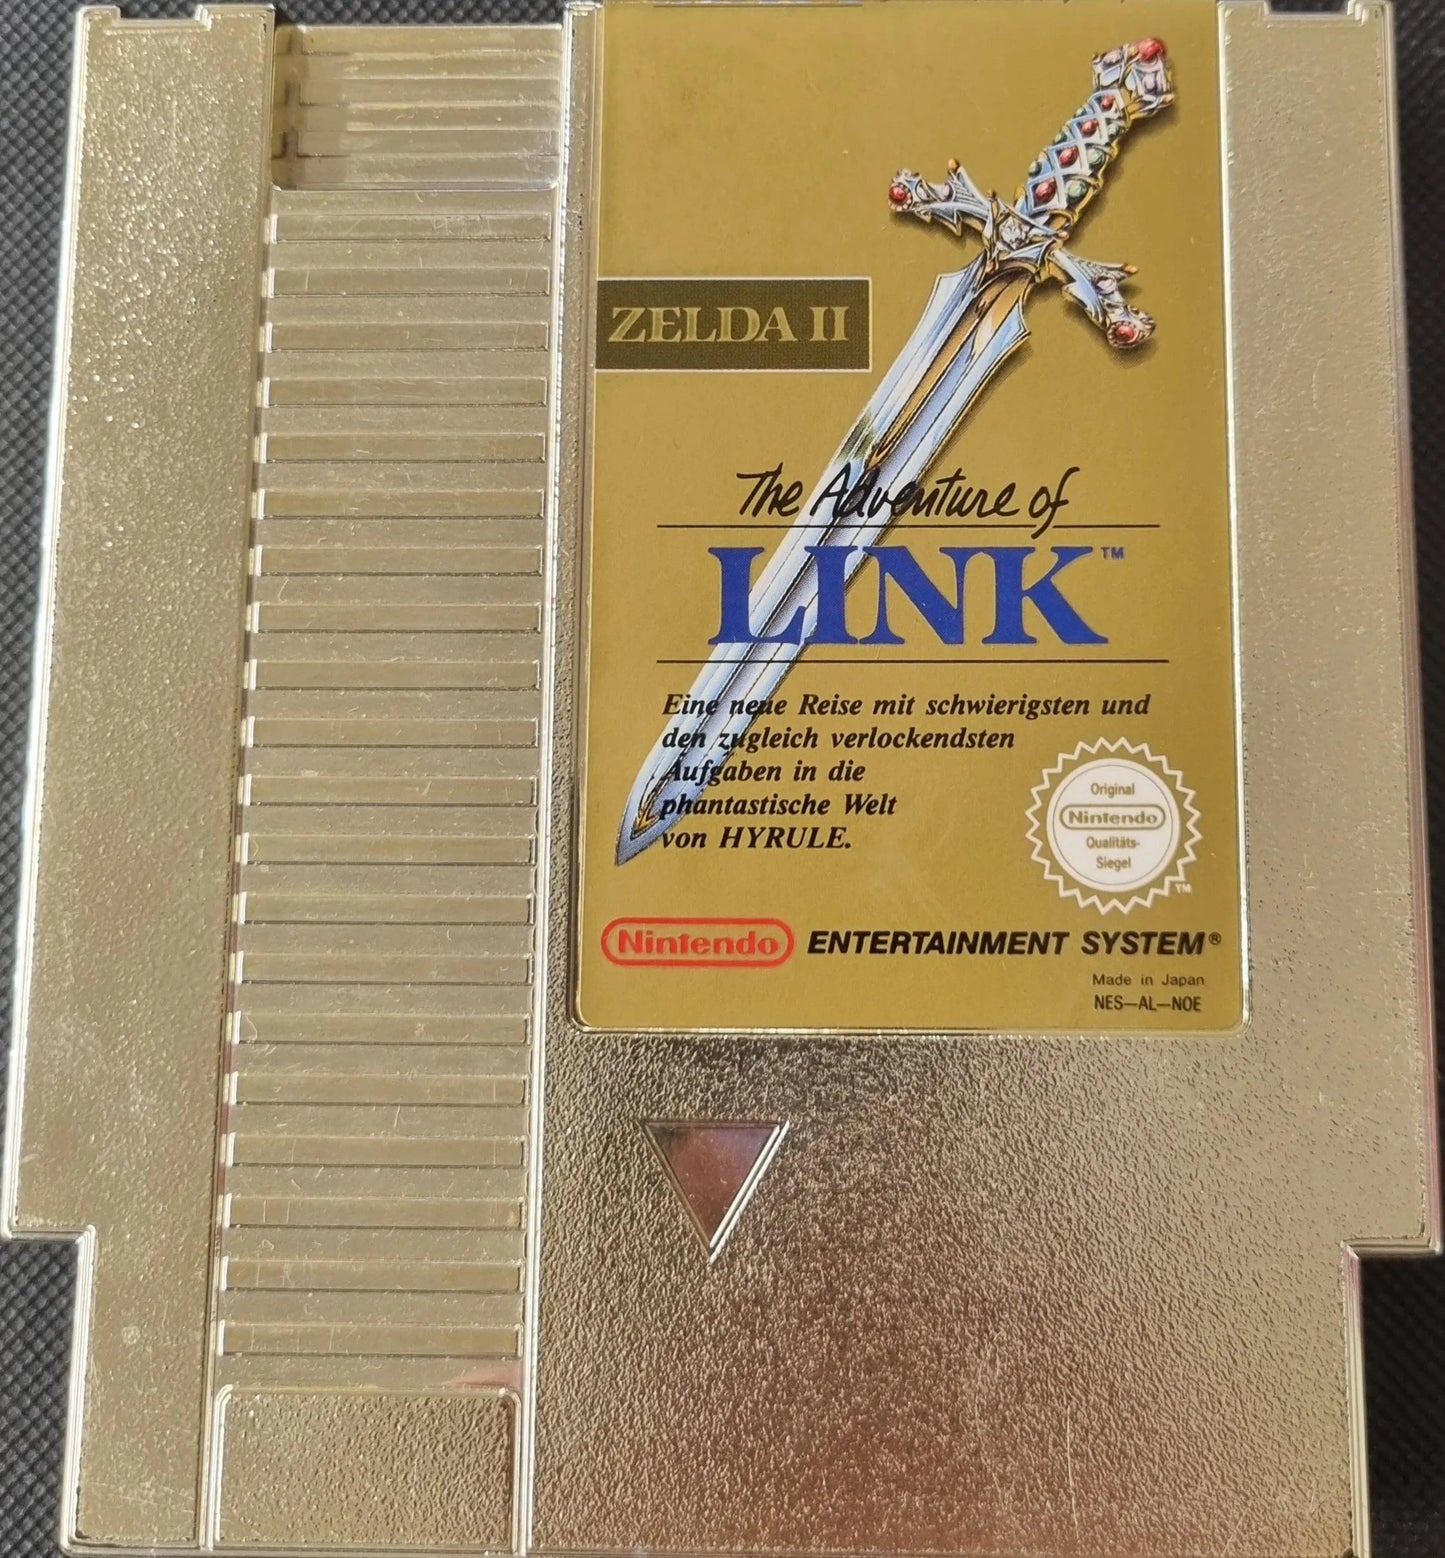 ZELDA II
The Adventure of
LINK™
Eine neue Reise mit schwierigsten und
den zugleich verlockendsten
Aufgaben in die
phantastische Welt
von HYRULE.
Original
Nintendo
Qualitäts-
Siegel
TM
Nintendo ENTERTAINMENT SYSTEM®
Made in Japan
NES—AL—NOE